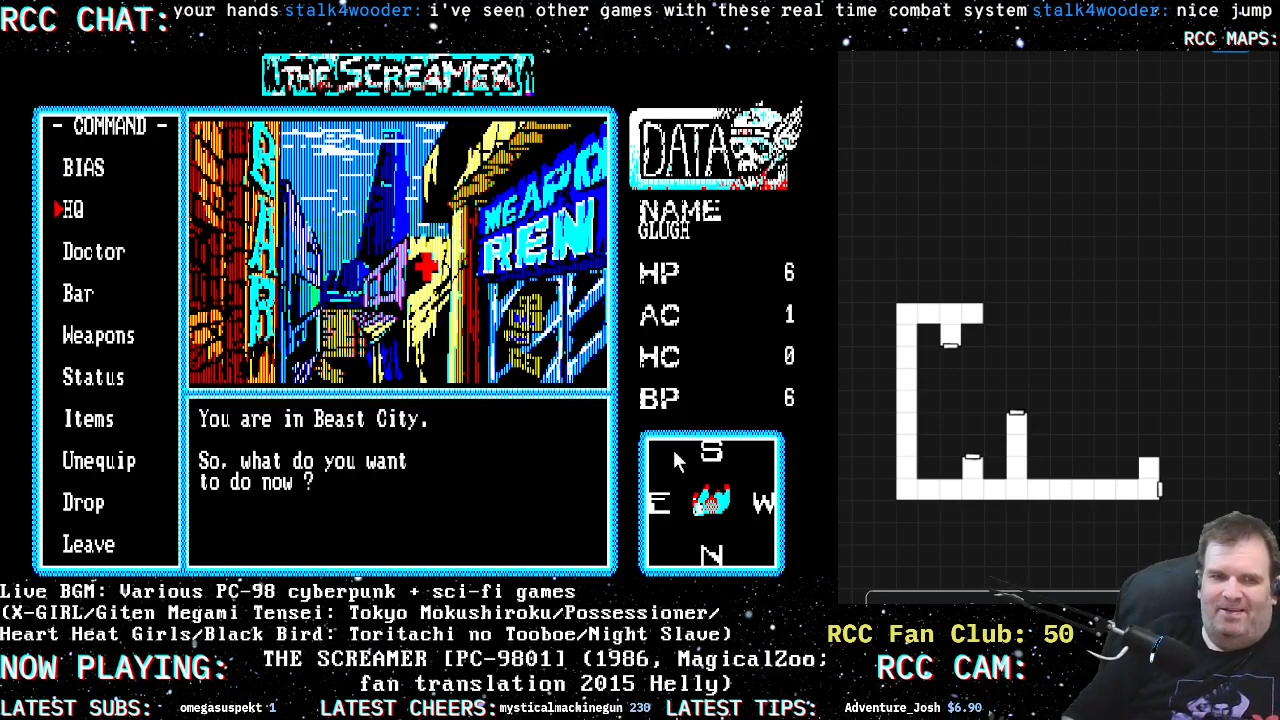 RCC CHAT:
your hands stalk4wooder: i've seen other games with these real time combat system stalk4wooder: nice jump
RCC MAPS:
THE SCREAMER
- COMMAND -
BIAS
HQ
Doctor
Bar
Weapons
Status
Items
Unequip
Drop
Leave
BAR
WEAPO
REN
You are in Beast City.
So, what do you want
to do now ?
DATA
NAME
GLUGH
HP 6
AC 1
HC 0
BP 6
S
E W
N
Live BGM: Various PC-98 cyberpunk + sci-fi games
(X-GIRL/Giten Megami Tensei: Tokyo Mokushiroku/Possessioner/
Heart Heat Girls/Black Bird: Toritachi no Tooboe/Night Slave)
RCC Fan Club: 50
NOW PLAYING:
THE SCREAMER [PC-9801] (1986, MagicalZoo;
fan translation 2015 Helly)
RCC CAM:
LATEST SUBS: omegasuspekt 1
LATEST CHEERS: mysticalmachinegun 230
LATEST TIPS: Adventure_Josh $6.90